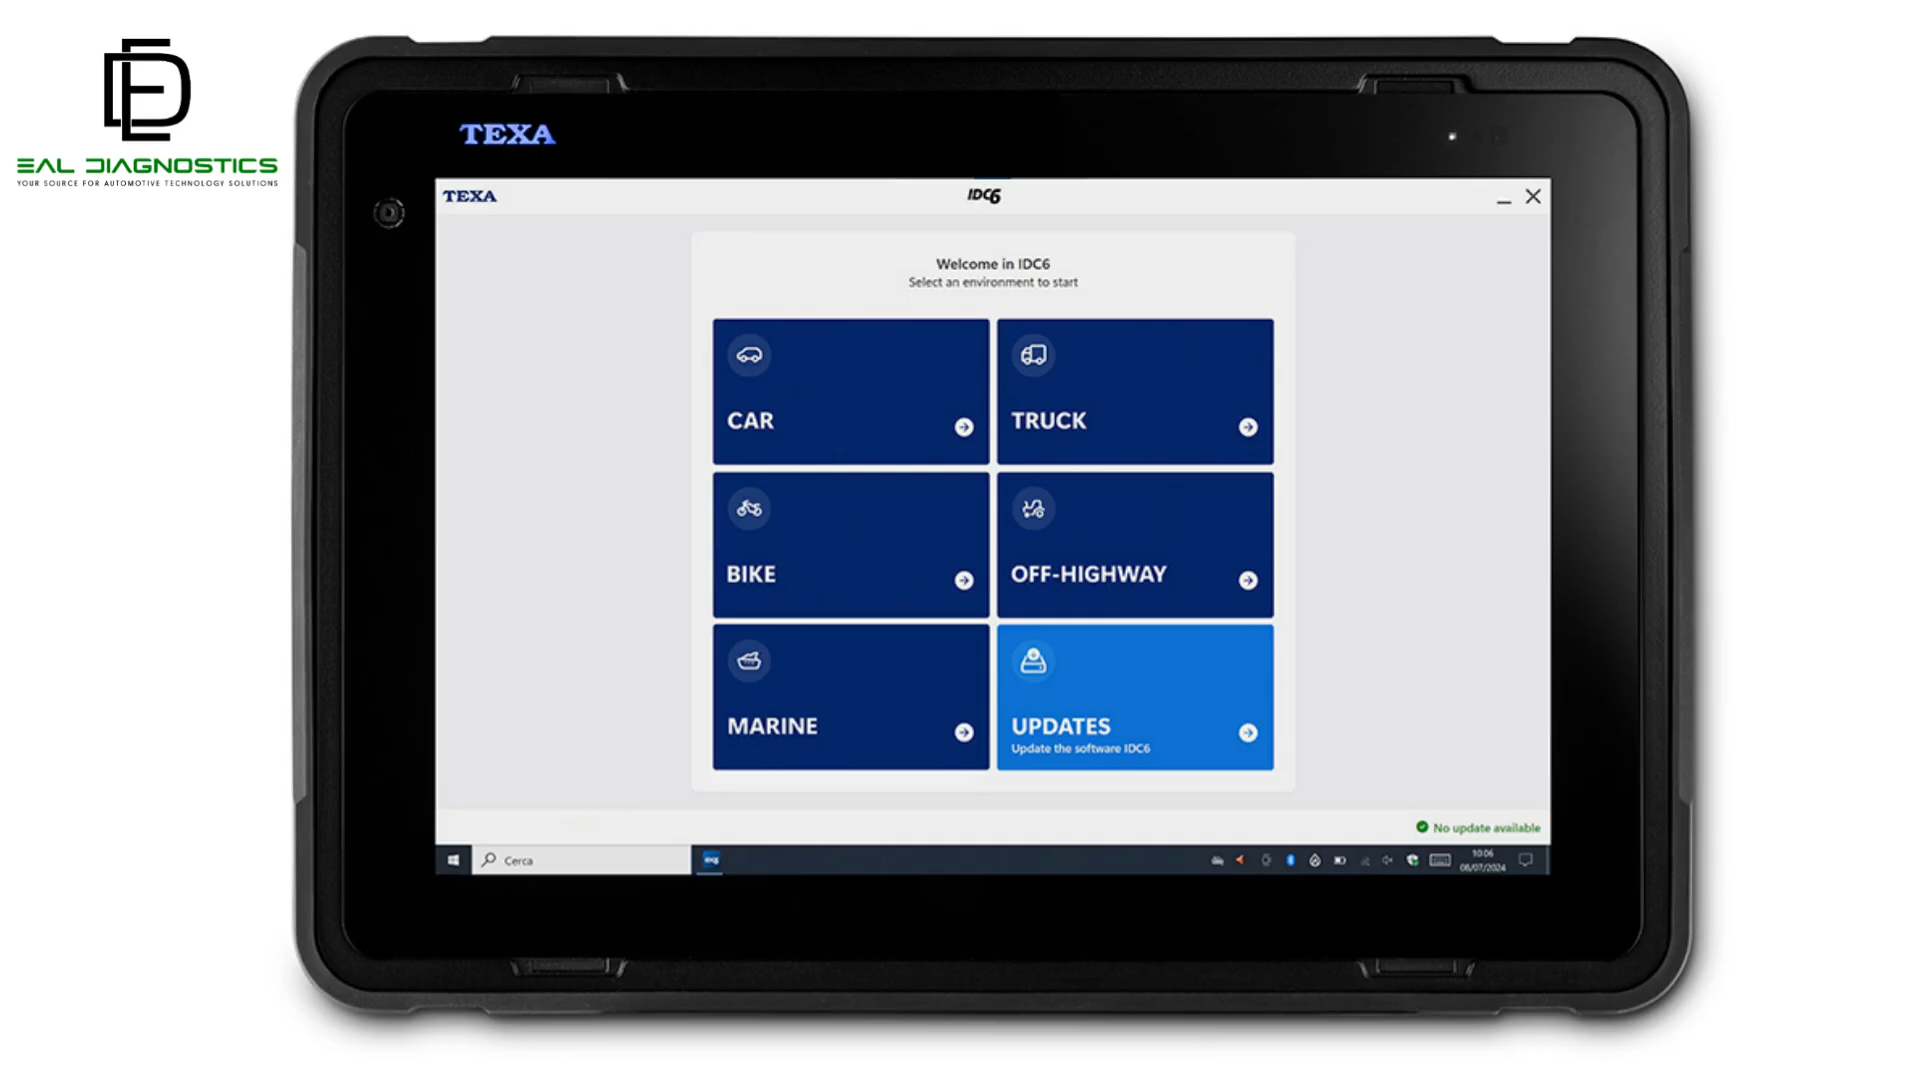 EAL DIAGNOSTICS
YOUR SOURCE FOR AUTOMOTIVE TECHNOLOGY SOLUTIONS
TEXA
TEXA
IDC6
Welcome in IDC6
Select an environment to start
CAR
TRUCK
BIKE
OFF-HIGHWAY
MARINE
UPDATES
Update the software IDC6
No update available
Cerca
10:06
08/07/2024